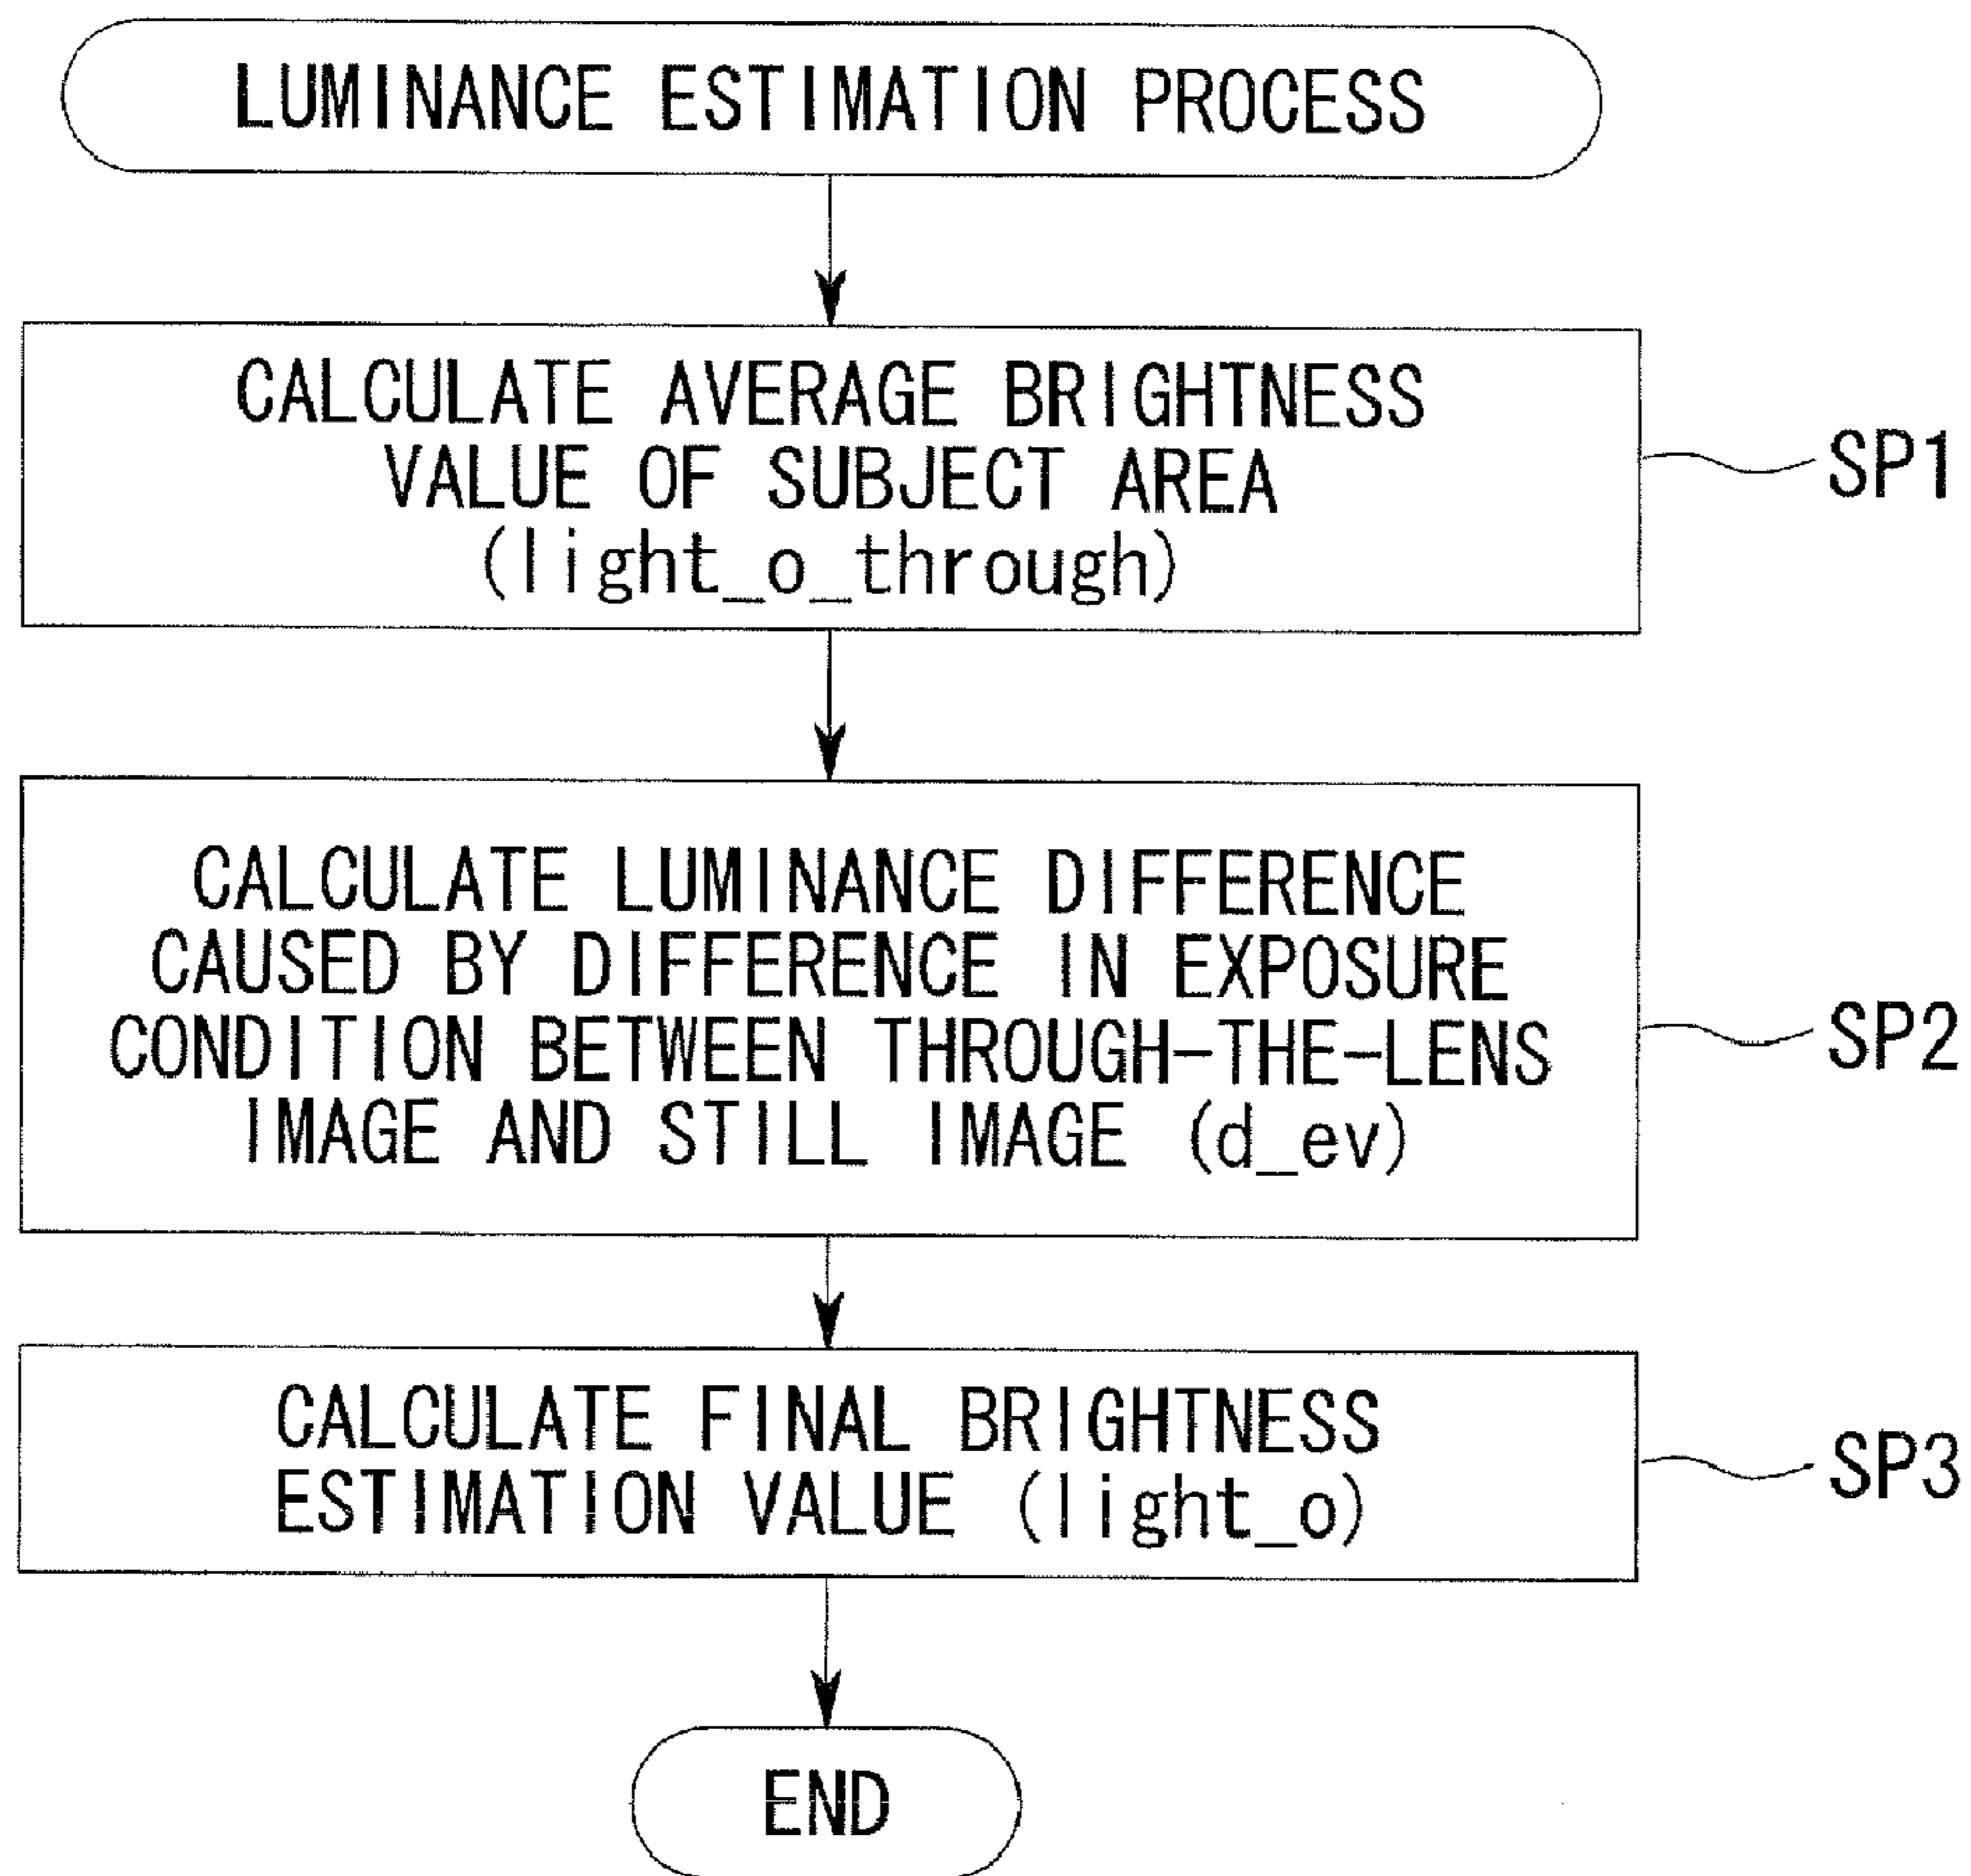 LUMINANCE ESTIMATION PROCESS
CALCULATE AVERAGE BRIGHTNESS
VALUE OF SUBJECT AREA
(light_o_through)
SP1
CALCULATE LUMINANCE DIFFERENCE
CAUSED BY DIFFERENCE IN EXPOSURE
CONDITION BETWEEN THROUGH-THE-LENS
IMAGE AND STILL IMAGE (d_ev)
SP2
CALCULATE FINAL BRIGHTNESS
ESTIMATION VALUE (light_o)
SP3
END